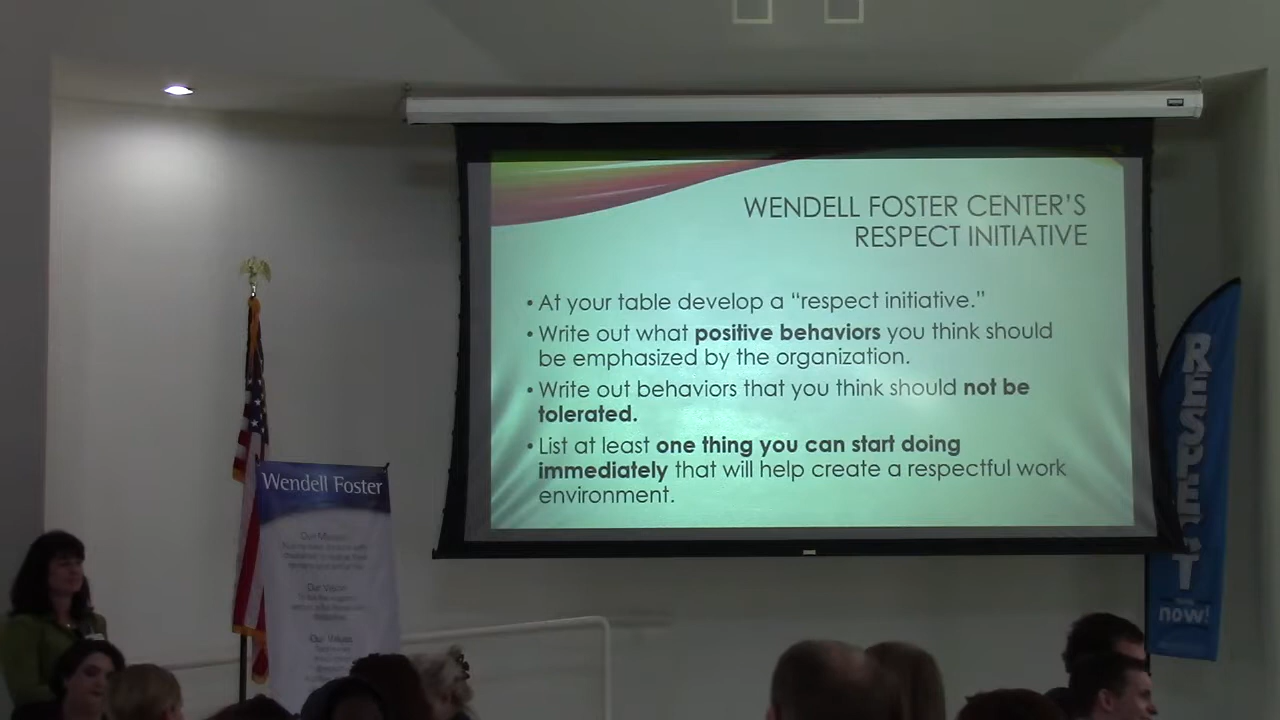 WENDELL FOSTER CENTER'S
RESPECT INITIATIVE
• At your table develop a “respect initiative.”
• Write out what positive behaviors you think should
be emphasized by the organization.
• Write out behaviors that you think should not be
tolerated.
• List at least one thing you can start doing
immediately that will help create a respectful work
environment.
Wendell Foster
Our Mission
Our Vision
Our Values
RESPECT
now!